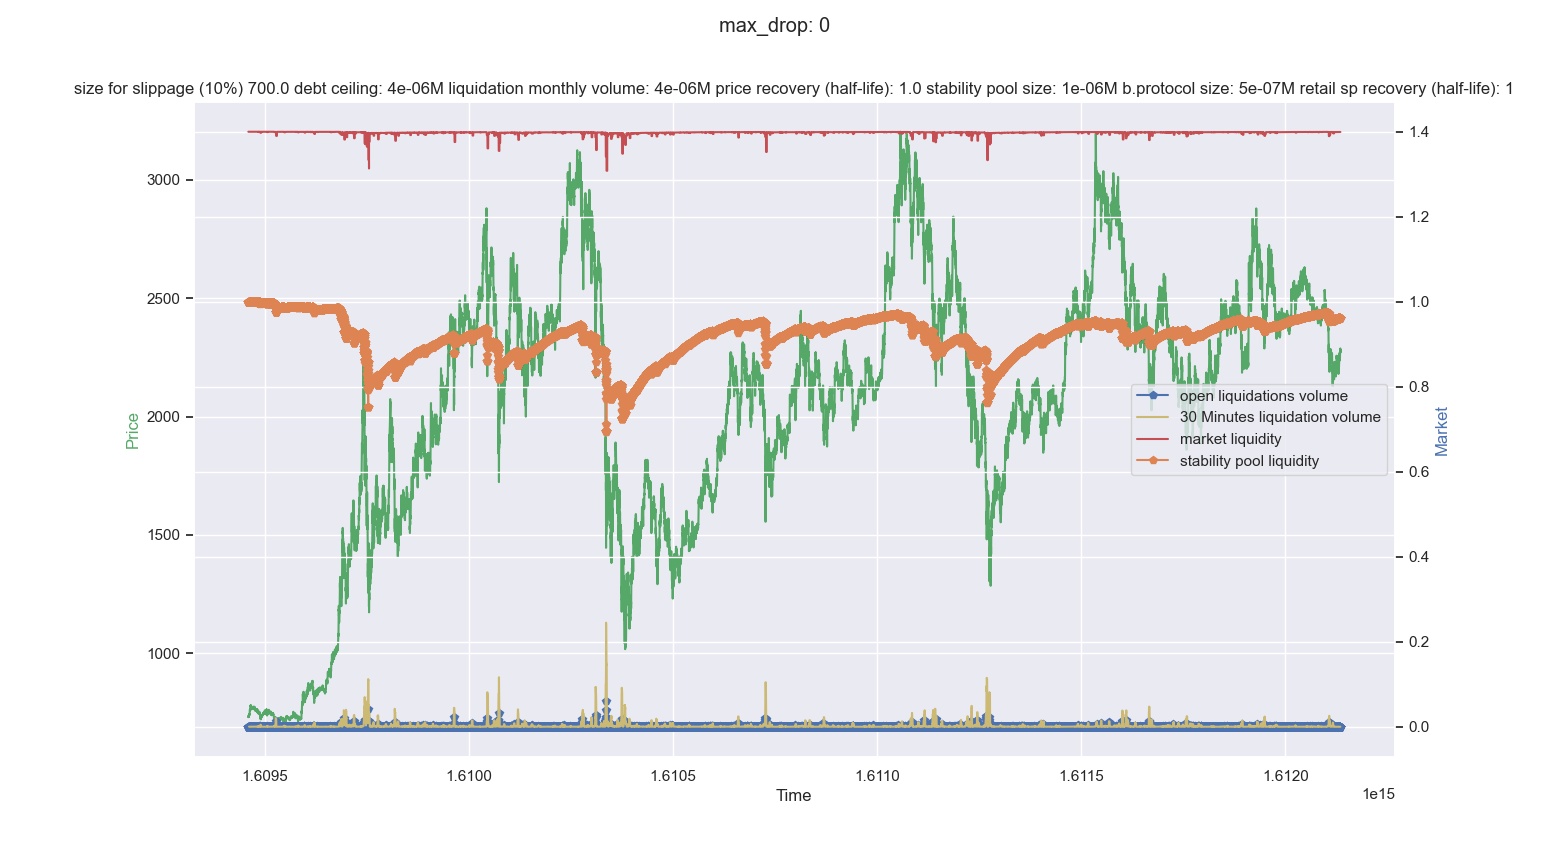 max_drop: 0
size for slippage (10%) 700.0 debt ceiling: 4e-06M liquidation monthly volume: 4e-06M price recovery (half-life): 1.0 stability pool size: 1e-06M b.protocol size: 5e-07M retail sp recovery (half-life): 1
3000
2500
2000
1500
1000
Price
1.4
1.2
1.0
0.8
0.6
0.4
0.2
0.0
Market
open liquidations volume
30 Minutes liquidation volume
market liquidity
stability pool liquidity
1.6095 1.6100 1.6105 1.6110 1.6115 1.6120
Time
1e15